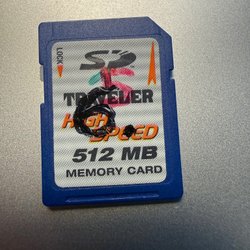 LOCK
SD
TRAVELER
HIGH
SPEED
512 MB
MEMORY CARD